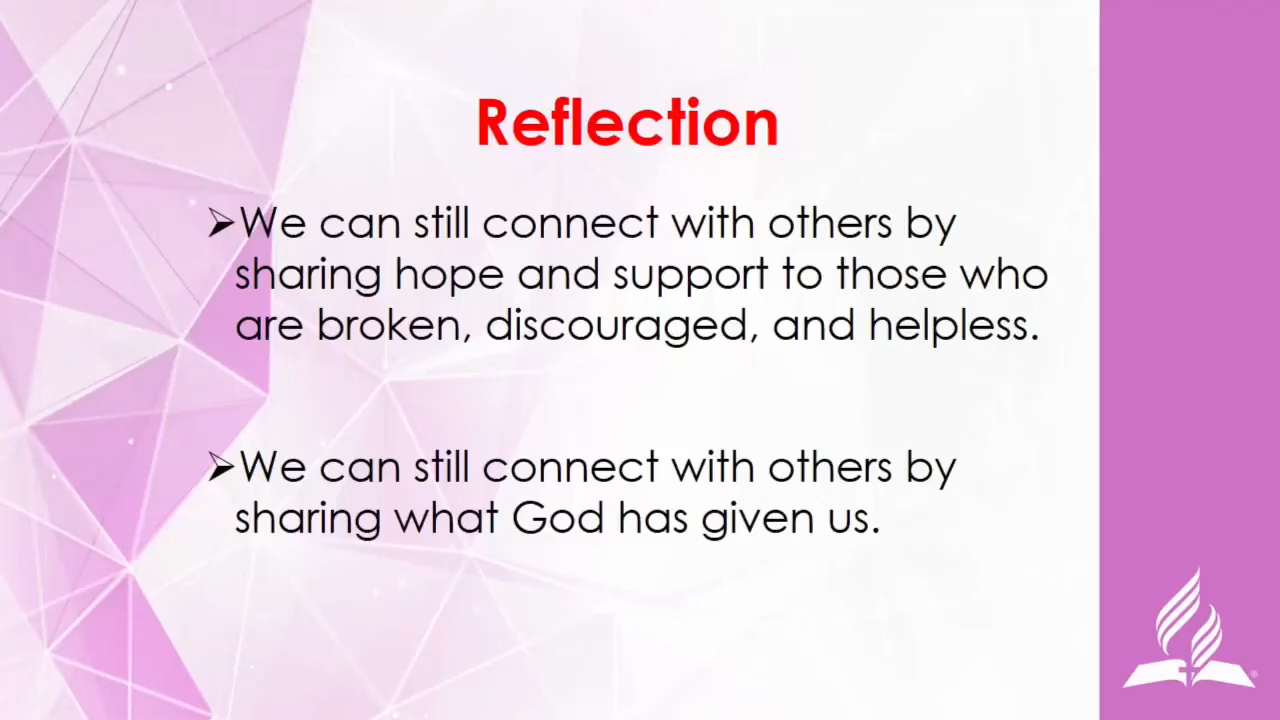 Reflection
➢We can still connect with others by
sharing hope and support to those who
are broken, discouraged, and helpless.
➢We can still connect with others by
sharing what God has given us.
®